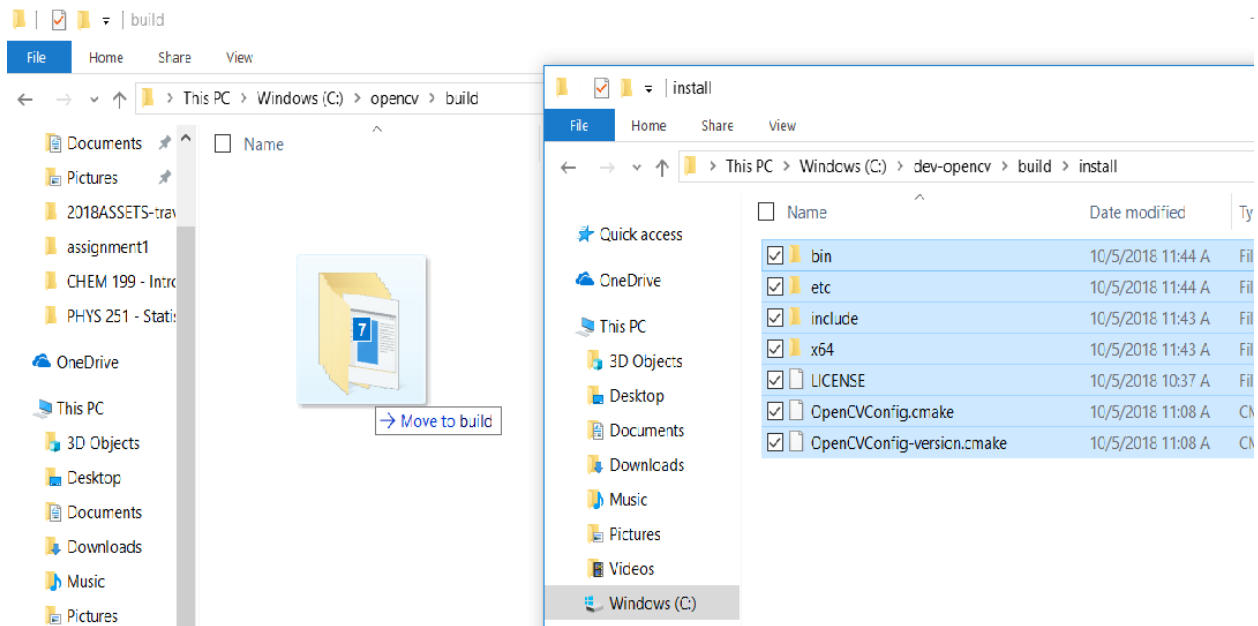 build
File Home Share View
This PC > Windows (C:) > opencv > build
Documents
Pictures
2018ASSETS-trav
assignment1
CHEM 199 - Intro
PHYS 251 - Statis
OneDrive
This PC
3D Objects
Desktop
Documents
Downloads
Music
Pictures
Name
7
Move to build
install
File Home Share View
This PC > Windows (C:) > dev-opencv > build > install
Quick access
OneDrive
This PC
3D Objects
Desktop
Documents
Downloads
Music
Pictures
Videos
Windows (C:)
Name Date modified Ty
bin 10/5/2018 11:44 A Fil
etc 10/5/2018 11:44 A Fil
include 10/5/2018 11:43 A Fil
x64 10/5/2018 11:43 A Fil
LICENSE 10/5/2018 10:37 A Fil
OpenCVConfig.cmake 10/5/2018 11:08 A CM
OpenCVConfig-version.cmake 10/5/2018 11:08 A CM